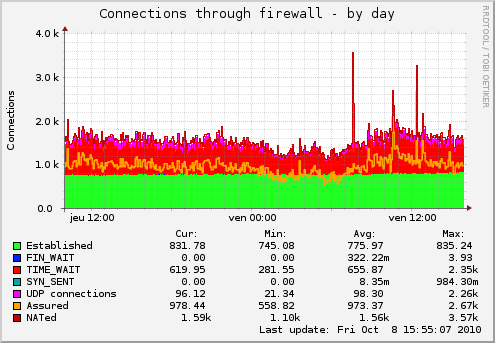 Connections through firewall - by day
RRDTOOL / TOBI OETIKER
Connections
4.0 k
3.0 k
2.0 k
1.0 k
0.0
jeu 12:00 ven 00:00 ven 12:00
Cur: Min: Avg: Max:
Established 831.78 745.08 775.97 835.24
FIN_WAIT 0.00 0.00 322.22m 3.93
TIME_WAIT 619.95 281.55 655.87 2.35k
SYN_SENT 0.00 0.00 8.35m 984.30m
UDP connections 96.12 21.34 98.30 2.26k
Assured 978.44 558.82 973.37 2.67k
NATed 1.59k 1.10k 1.56k 3.57k
Last update: Fri Oct 8 15:55:07 2010